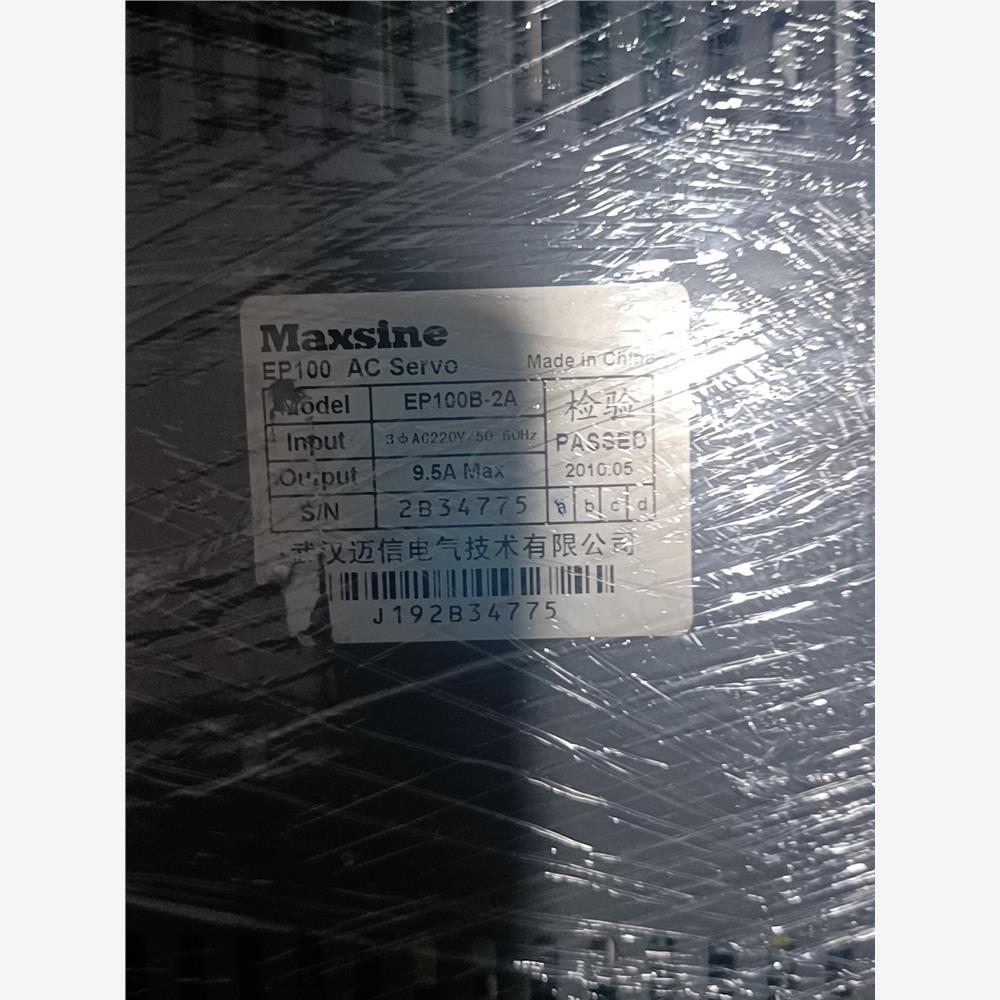 Maxsine
EP100 AC Servo Made in China
Model EP100B-2A 检验
Input 3ΦAC220V/50-60Hz PASSED
Output 9.5A Max 2010.05
S/N 2B34775 a b c d
武汉迈信电气技术有限公司
J192B34775